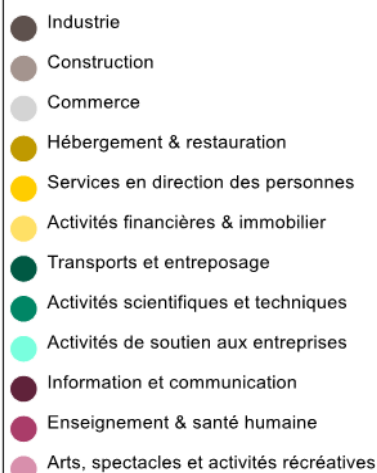 Industrie
Construction
Commerce
Hébergement & restauration
Services en direction des personnes
Activités financières & immobilier
Transports et entreposage
Activités scientifiques et techniques
Activités de soutien aux entreprises
Information et communication
Enseignement & santé humaine
Arts, spectacles et activités récréatives